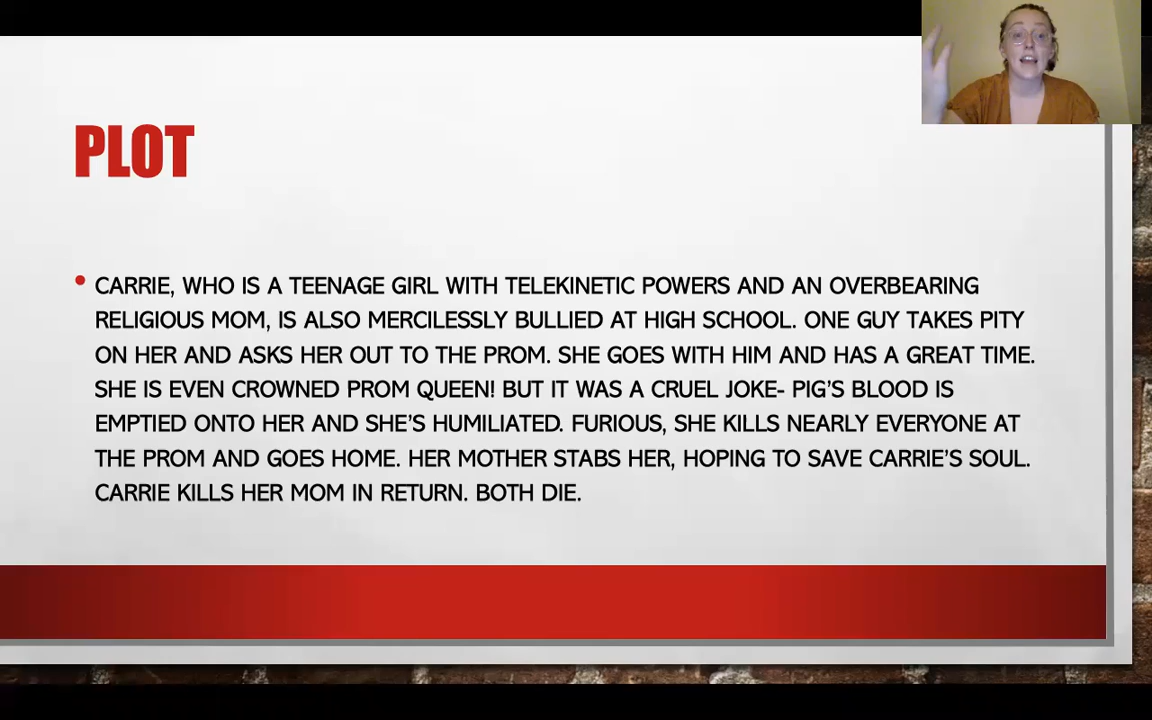 PLOT
CARRIE, WHO IS A TEENAGE GIRL WITH TELEKINETIC POWERS AND AN OVERBEARING
RELIGIOUS MOM, IS ALSO MERCILESSLY BULLIED AT HIGH SCHOOL. ONE GUY TAKES PITY
ON HER AND ASKS HER OUT TO THE PROM. SHE GOES WITH HIM AND HAS A GREAT TIME.
SHE IS EVEN CROWNED PROM QUEEN! BUT IT WAS A CRUEL JOKE- PIG'S BLOOD IS
EMPTIED ONTO HER AND SHE'S HUMILIATED. FURIOUS, SHE KILLS NEARLY EVERYONE AT
THE PROM AND GOES HOME. HER MOTHER STABS HER, HOPING TO SAVE CARRIE'S SOUL.
CARRIE KILLS HER MOM IN RETURN. BOTH DIE.